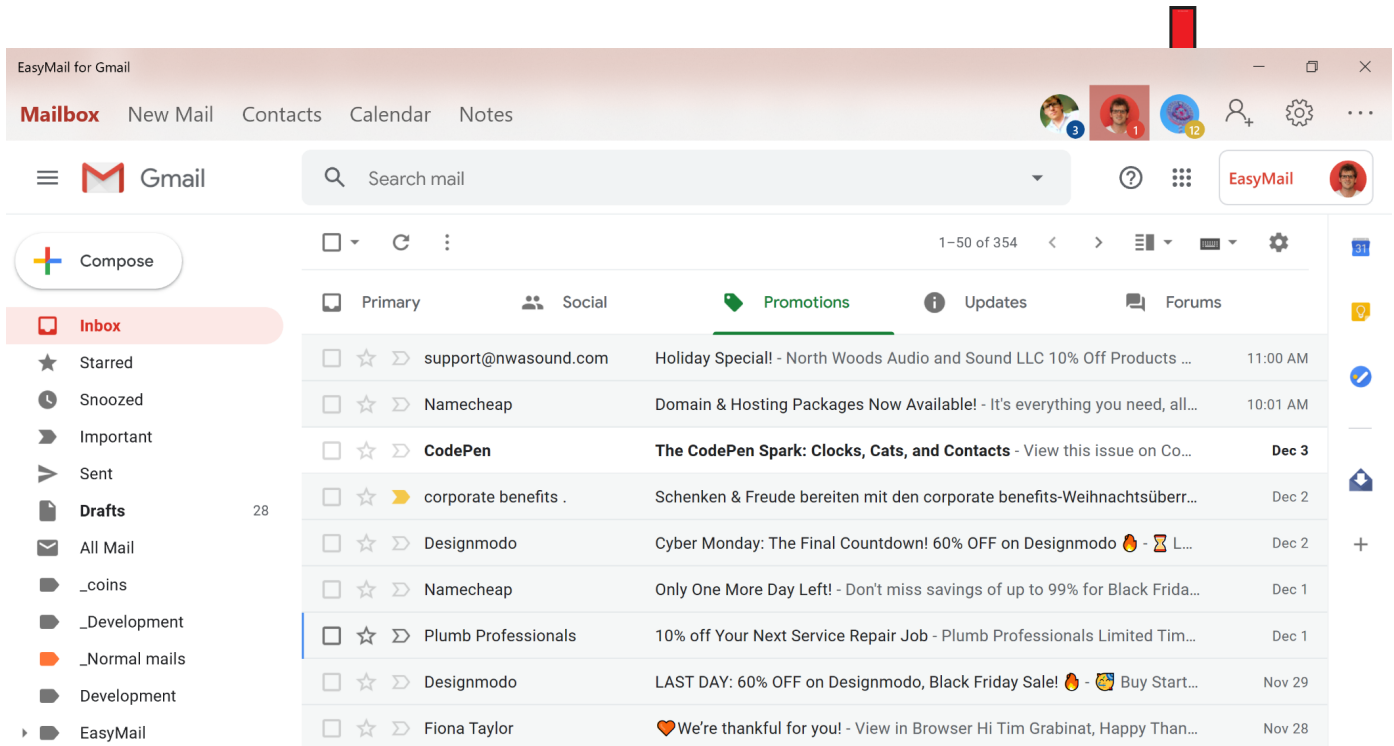 EasyMail for Gmail
Mailbox New Mail Contacts Calendar Notes 3 1 12
Gmail Search mail EasyMail
Compose 1–50 of 354 31
Primary Social Promotions Updates Forums
Inbox
support@nwasound.com Holiday Special! - North Woods Audio and Sound LLC 10% Off Products ... 11:00 AM
Starred
Snoozed
Namecheap Domain & Hosting Packages Now Available! - It's everything you need, all... 10:01 AM
Important
CodePen The CodePen Spark: Clocks, Cats, and Contacts - View this issue on Co... Dec 3
Sent
corporate benefits . Schenken & Freude bereiten mit den corporate benefits-Weihnachtsüberr... Dec 2
Drafts 28
All Mail
Designmodo Cyber Monday: The Final Countdown! 60% OFF on Designmodo 🔥 - ⏳ L... Dec 2
_coins
Namecheap Only One More Day Left! - Don't miss savings of up to 99% for Black Frida... Dec 1
_Development
Plumb Professionals 10% off Your Next Service Repair Job - Plumb Professionals Limited Tim... Dec 1
_Normal mails
Designmodo LAST DAY: 60% OFF on Designmodo, Black Friday Sale! 🔥 - 🥳 Buy Start... Nov 29
Development
Fiona Taylor 🧡We're thankful for you! - View in Browser Hi Tim Grabinat, Happy Than... Nov 28
EasyMail